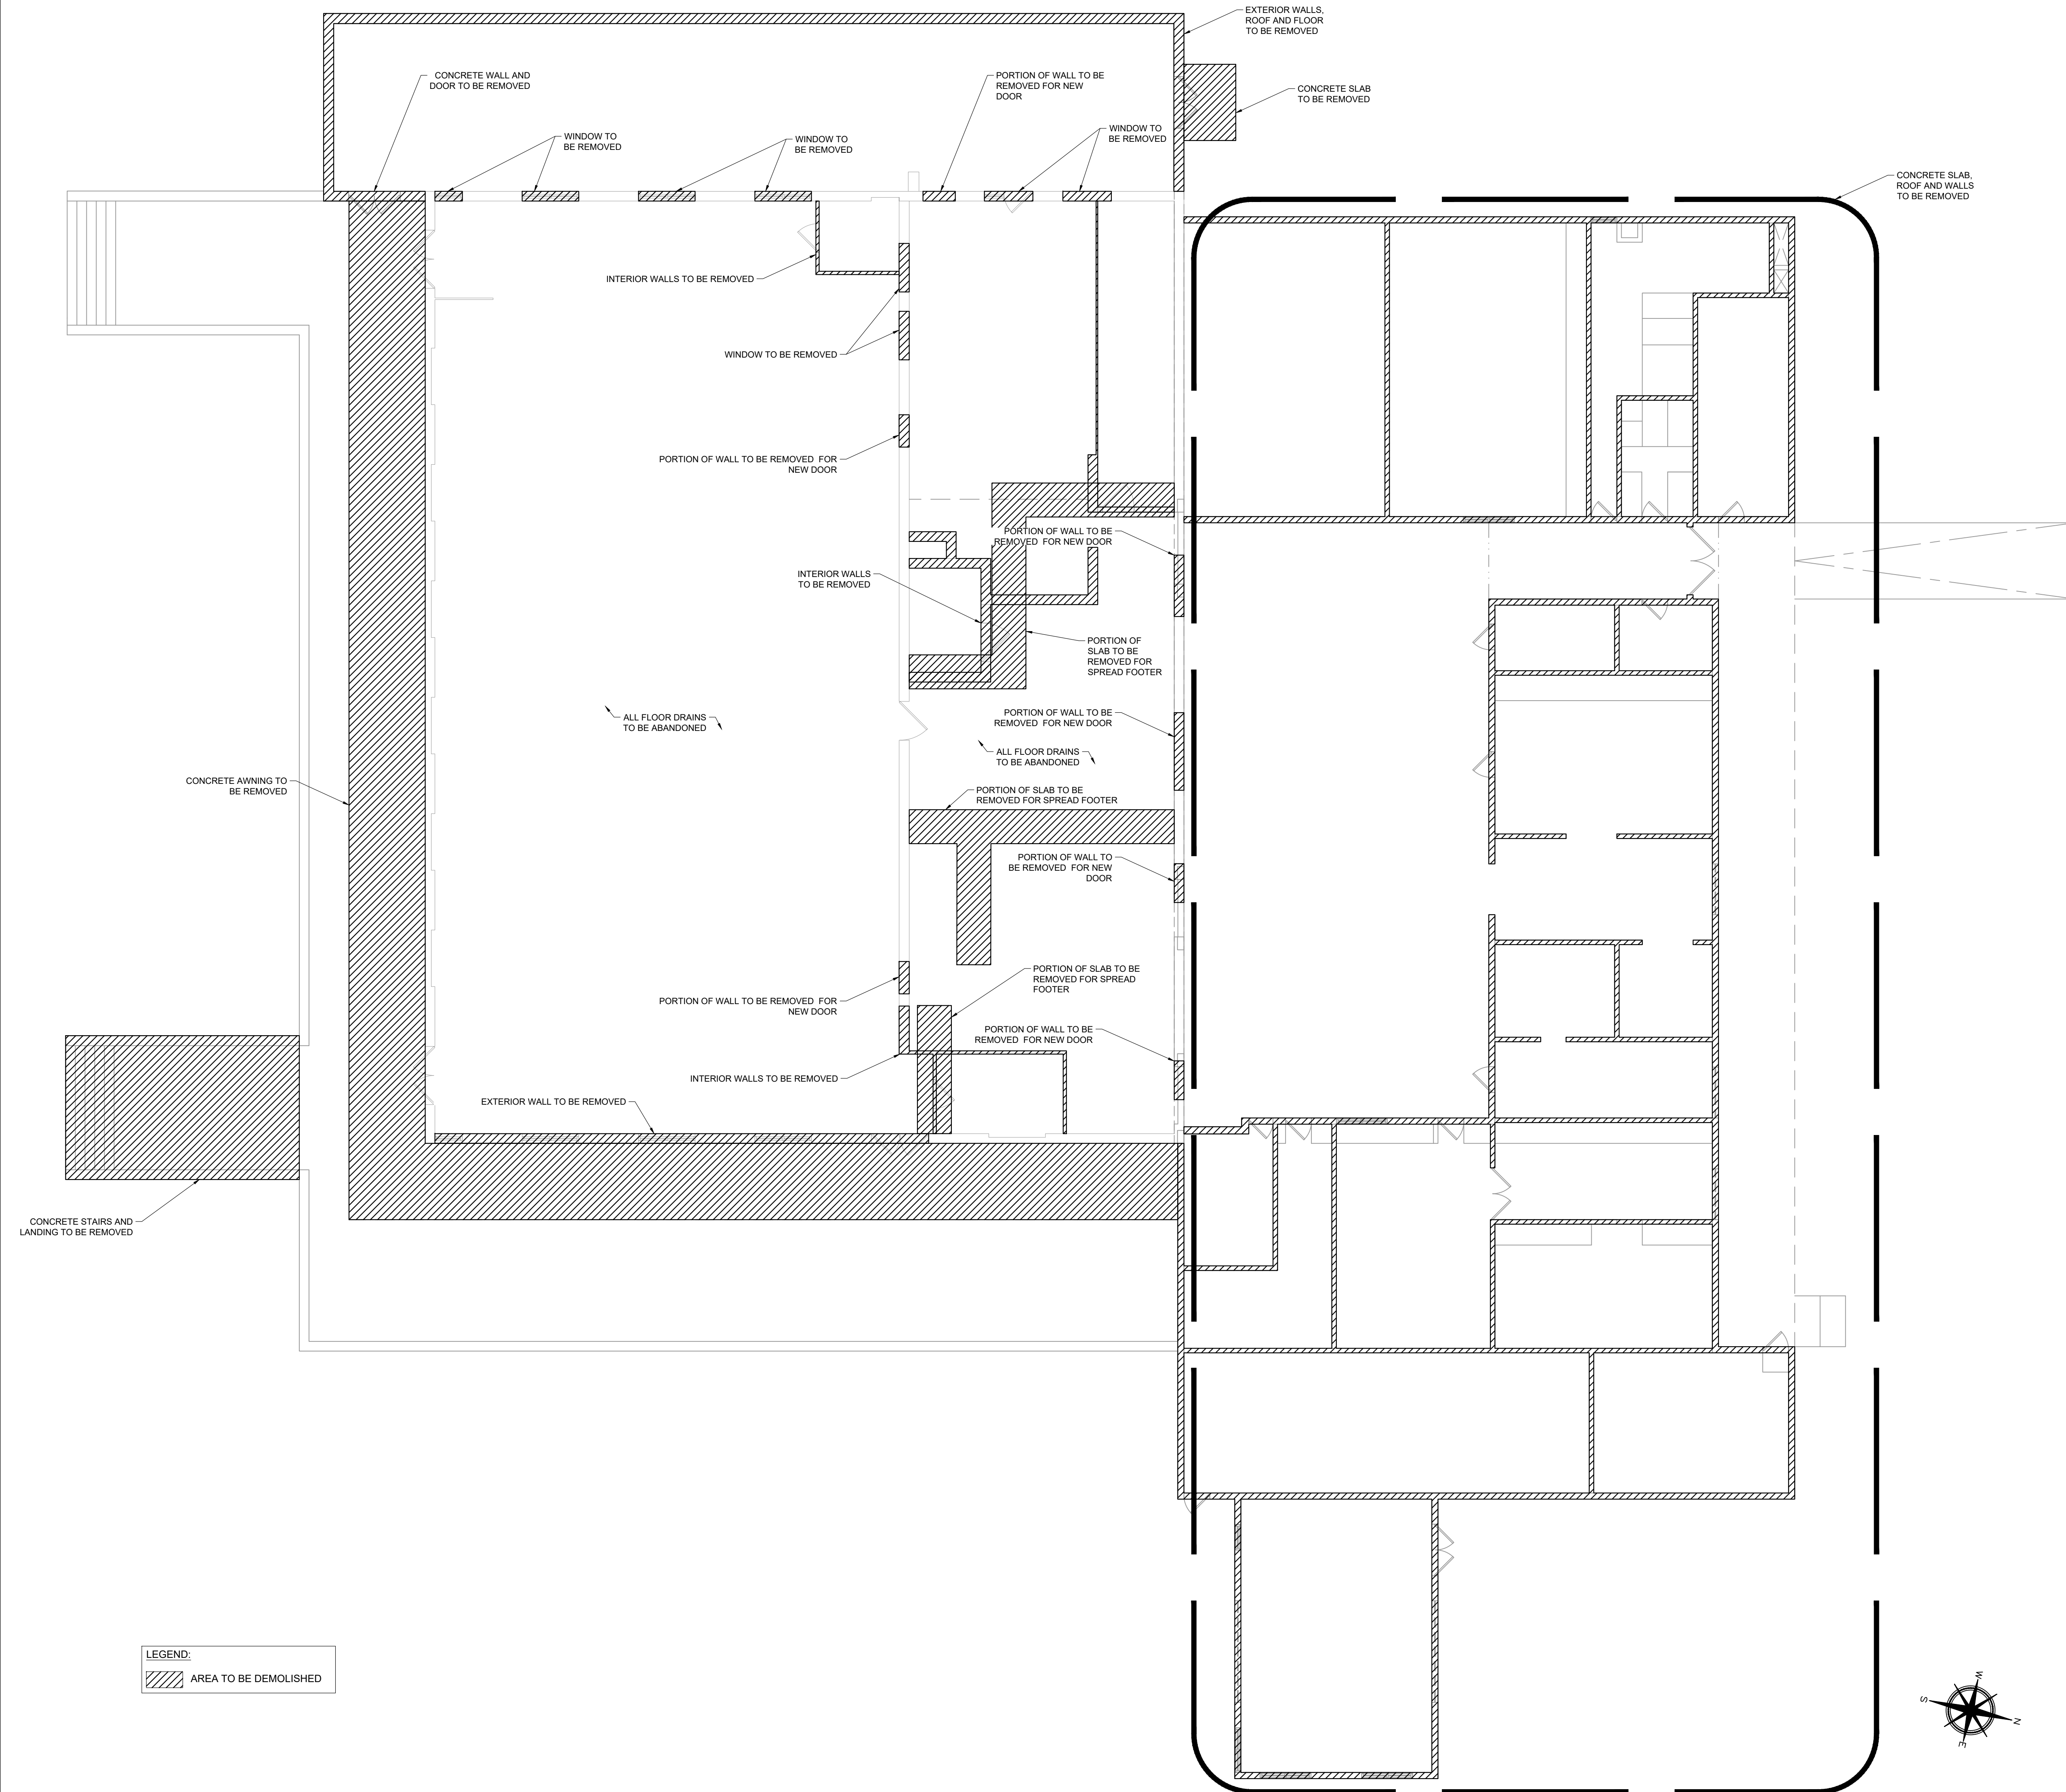 EXTERIOR WALLS,
ROOF AND FLOOR
TO BE REMOVED
CONCRETE WALL AND
DOOR TO BE REMOVED
PORTION OF WALL TO BE
REMOVED FOR NEW
DOOR
CONCRETE SLAB
TO BE REMOVED
WINDOW TO
BE REMOVED
WINDOW TO
BE REMOVED
WINDOW TO
BE REMOVED
CONCRETE SLAB,
ROOF AND WALLS
TO BE REMOVED
INTERIOR WALLS TO BE REMOVED
WINDOW TO BE REMOVED
PORTION OF WALL TO BE REMOVED FOR
NEW DOOR
PORTION OF WALL TO BE
REMOVED FOR NEW DOOR
INTERIOR WALLS
TO BE REMOVED
PORTION OF
SLAB TO BE
REMOVED FOR
SPREAD FOOTER
ALL FLOOR DRAINS
TO BE ABANDONED
PORTION OF WALL TO BE
REMOVED FOR NEW DOOR
ALL FLOOR DRAINS
TO BE ABANDONED
CONCRETE AWNING TO
BE REMOVED
PORTION OF SLAB TO BE
REMOVED FOR SPREAD FOOTER
PORTION OF WALL TO
BE REMOVED FOR NEW
DOOR
PORTION OF SLAB TO BE
REMOVED FOR SPREAD
FOOTER
PORTION OF WALL TO BE REMOVED FOR
NEW DOOR
PORTION OF WALL TO BE
REMOVED FOR NEW DOOR
INTERIOR WALLS TO BE REMOVED
EXTERIOR WALL TO BE REMOVED
CONCRETE STAIRS AND
LANDING TO BE REMOVED
LEGEND:
AREA TO BE DEMOLISHED
W
S
N
E